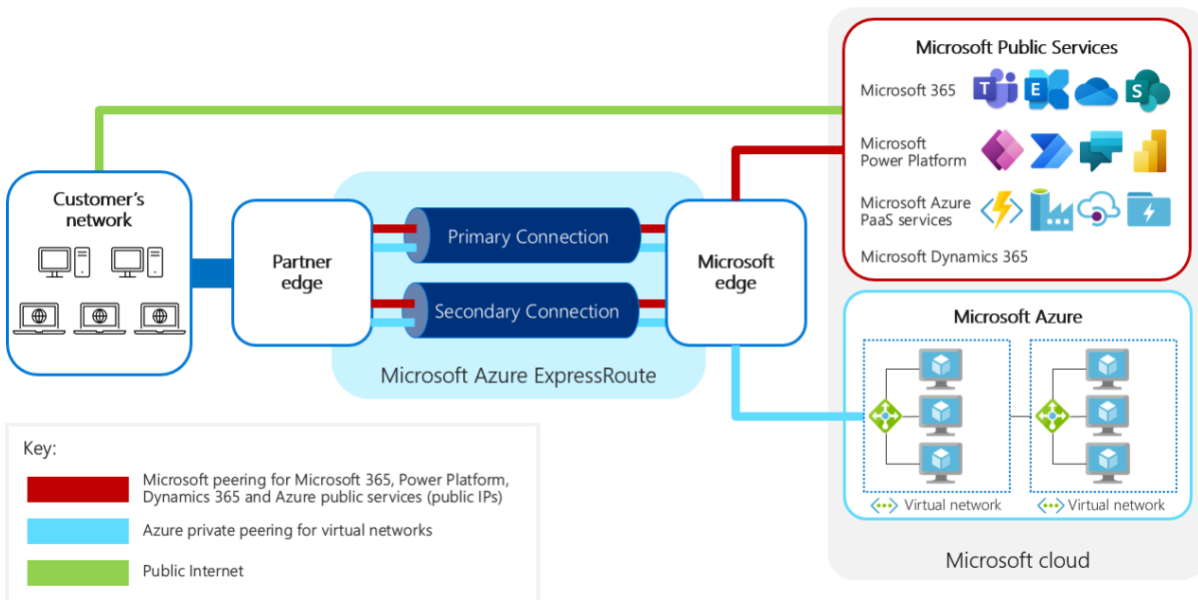 Microsoft Public Services
Microsoft 365
T
E
S
Microsoft
Power Platform
Microsoft Azure
PaaS services
Microsoft Dynamics 365
Customer's
network
Partner
edge
Primary Connection
Secondary Connection
Microsoft Azure ExpressRoute
Microsoft
edge
Microsoft Azure
Virtual network
Virtual network
Microsoft cloud
Key:
Microsoft peering for Microsoft 365, Power Platform,
Dynamics 365 and Azure public services (public IPs)
Azure private peering for virtual networks
Public Internet